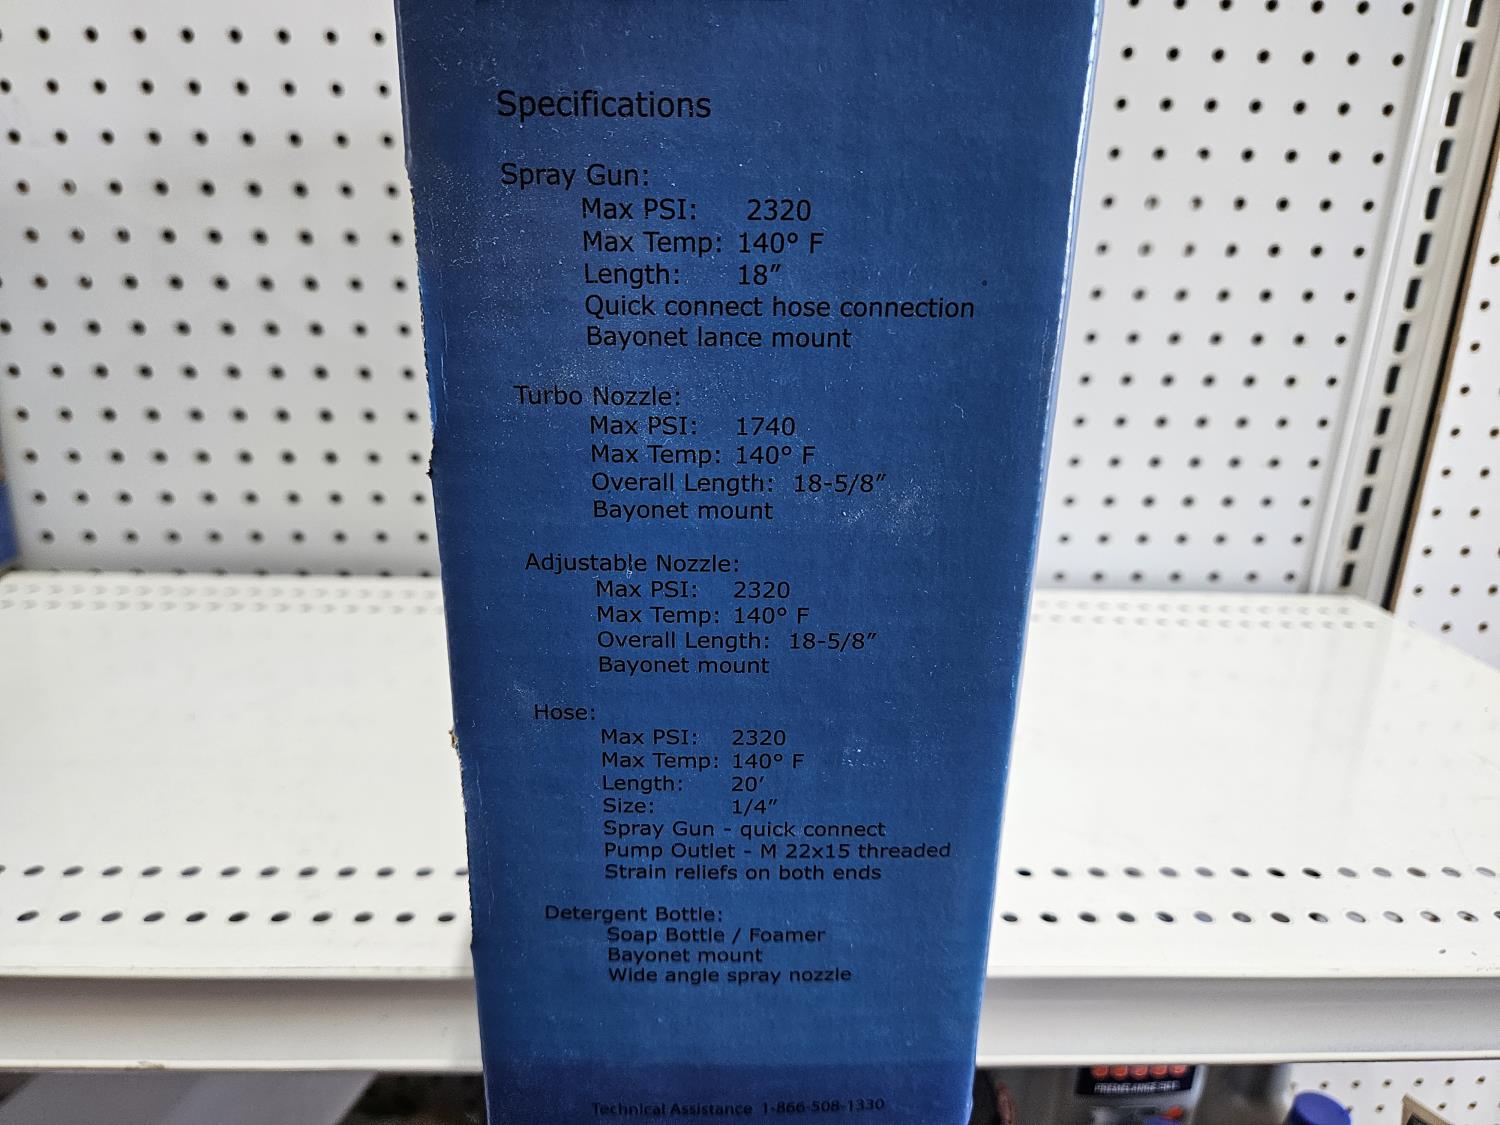 Specifications
Spray Gun:
Max PSI: 2320
Max Temp: 140° F
Length: 18"
Quick connect hose connection
Bayonet lance mount
Turbo Nozzle:
Max PSI: 1740
Max Temp: 140° F
Overall Length: 18-5/8"
Bayonet mount
Adjustable Nozzle:
Max PSI: 2320
Max Temp: 140° F
Overall Length: 18-5/8"
Bayonet mount
Hose:
Max PSI: 2320
Max Temp: 140° F
Length: 20'
Size: 1/4"
Spray Gun - quick connect
Pump Outlet - M 22x15 threaded
Strain reliefs on both ends
Detergent Bottle:
Soap Bottle / Foamer
Bayonet mount
Wide angle spray nozzle
Technical Assistance 1-866-508-1330